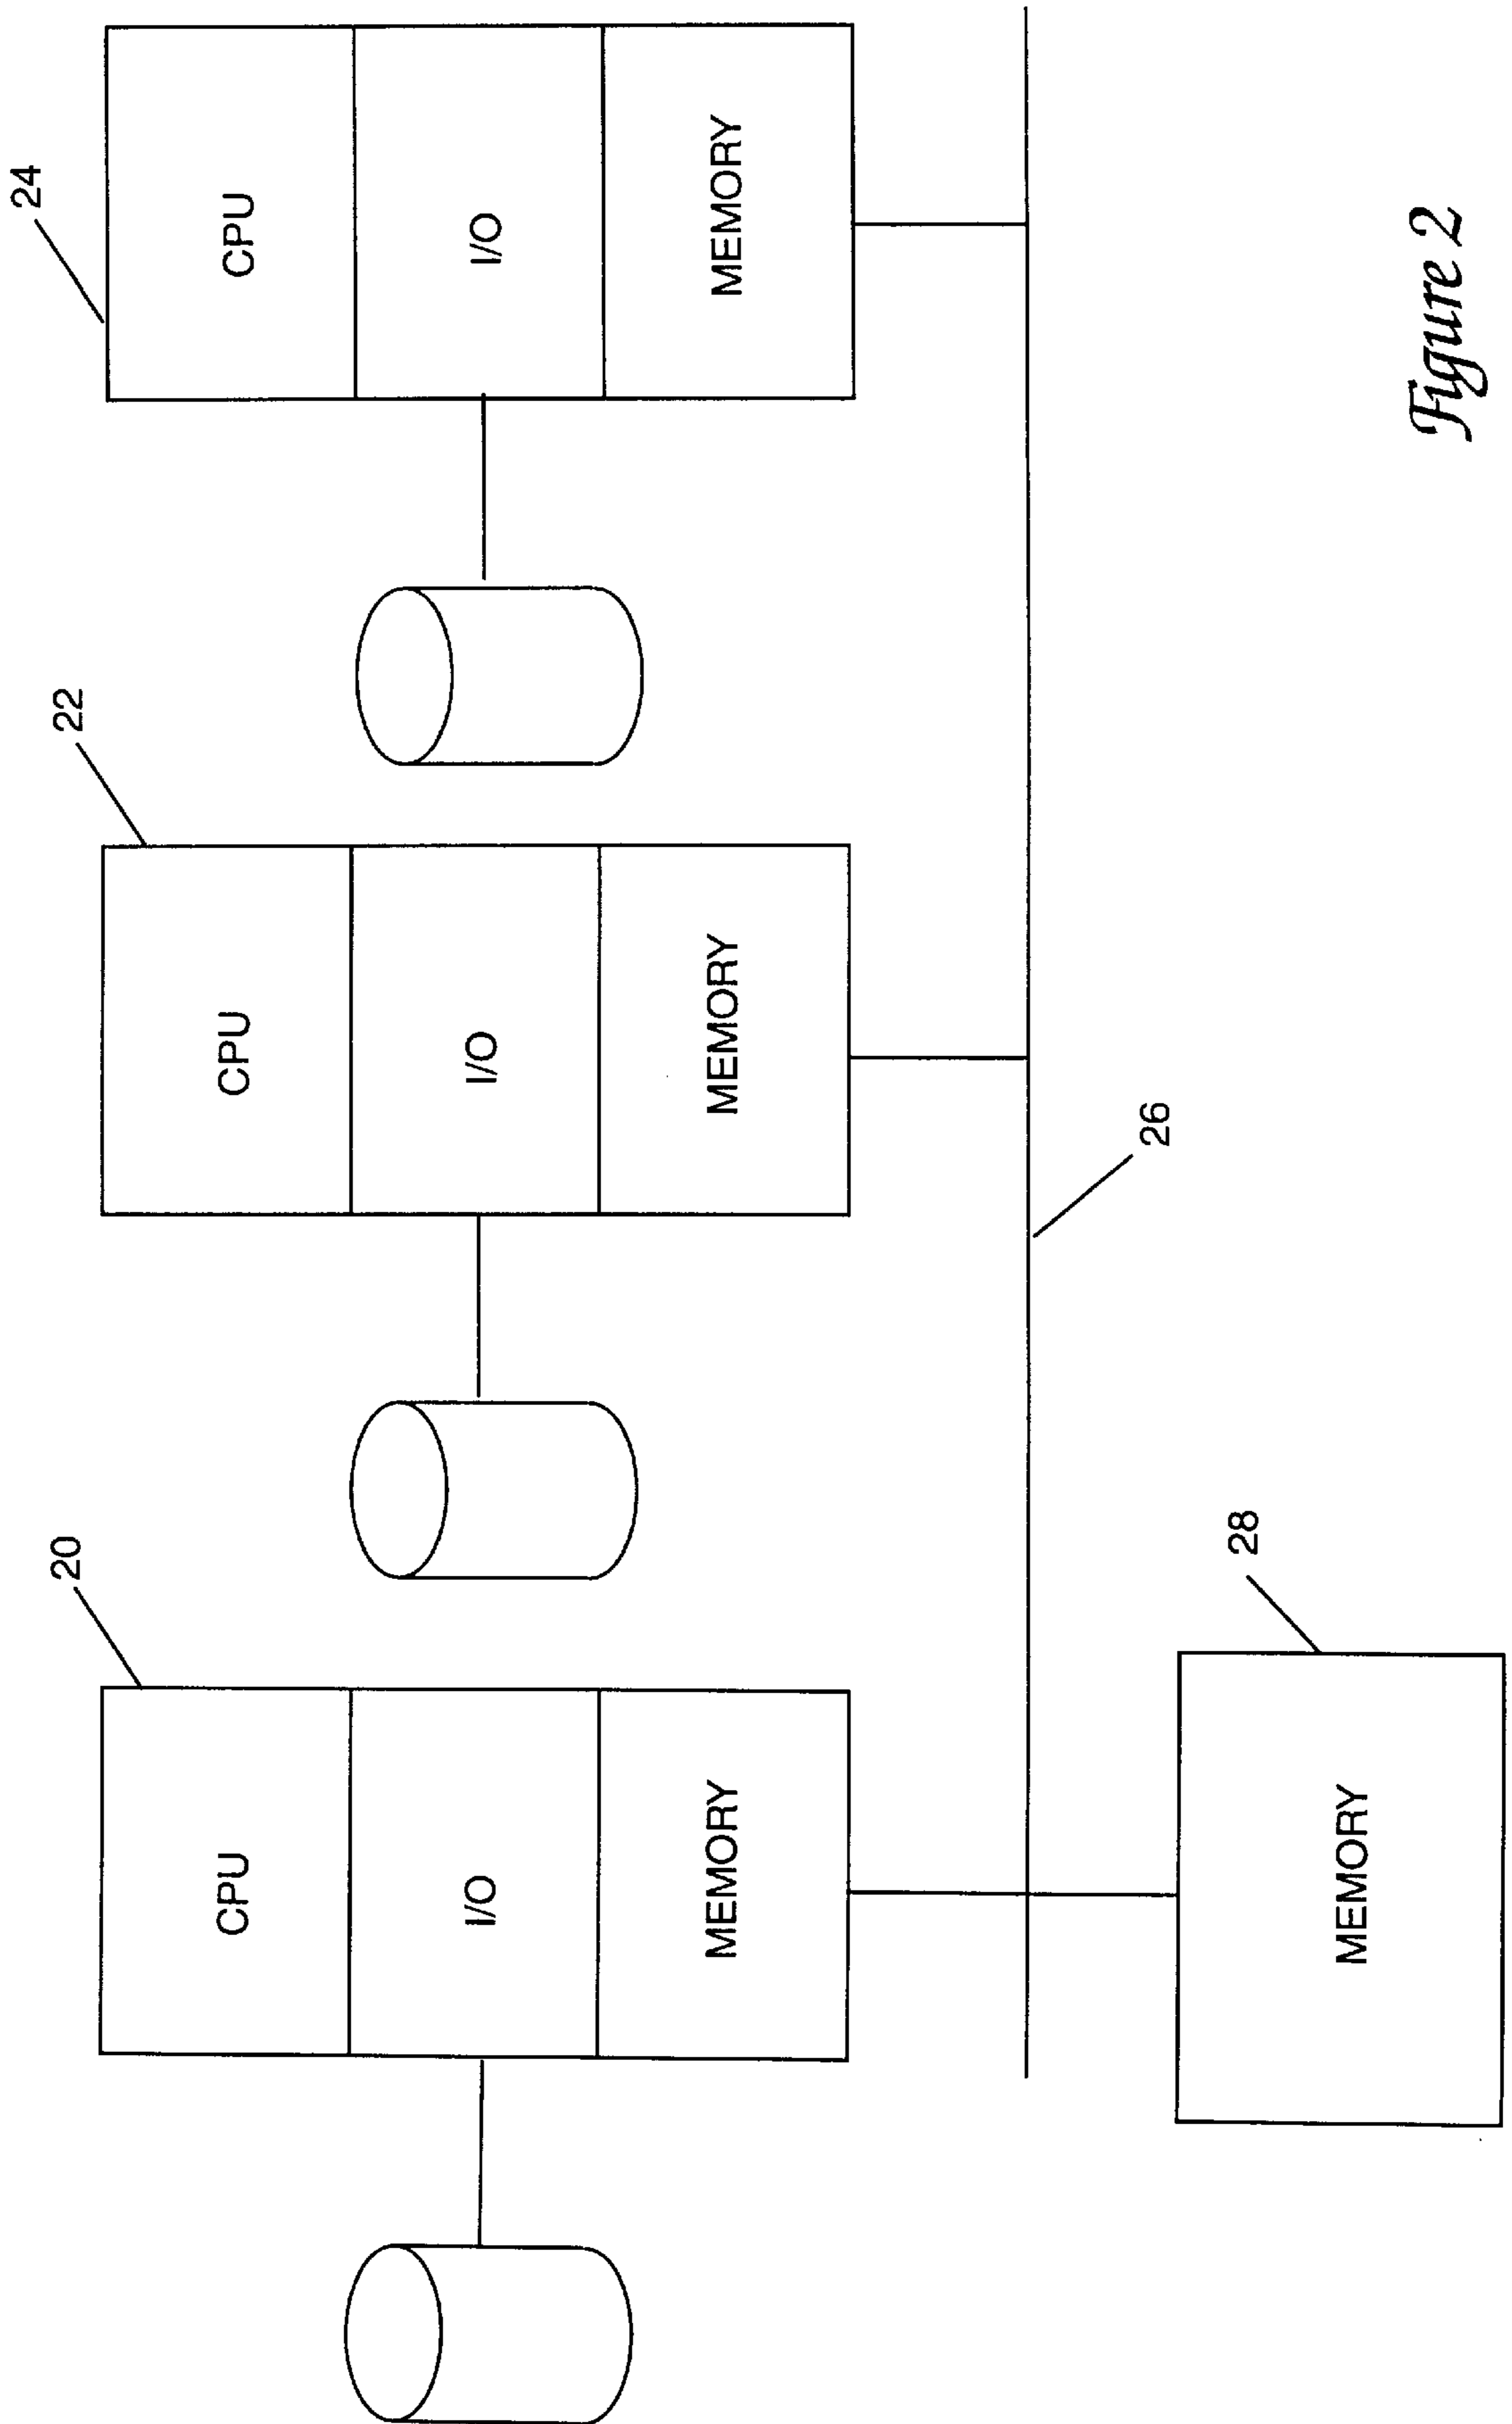 20
22
24
CPU
CPU
CPU
I/O
I/O
I/O
MEMORY
MEMORY
MEMORY
26
28
MEMORY
Figure 2